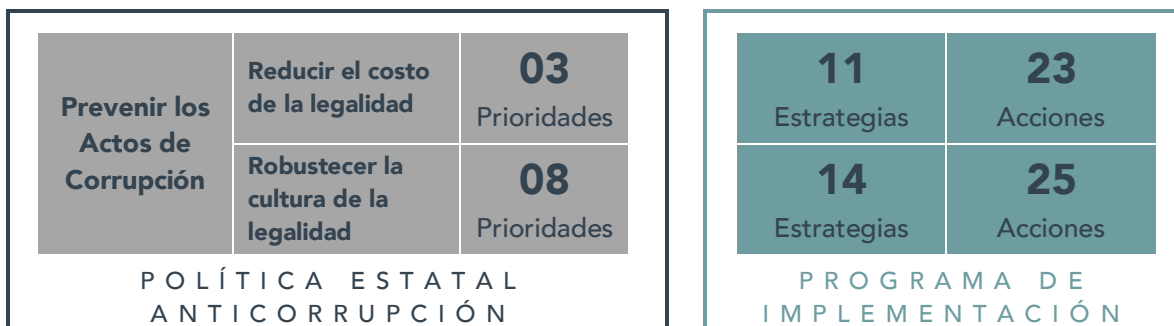 Prevenir los
Actos de
Corrupción
Reducir el costo
de la legalidad
03
Prioridades
Robustecer la
cultura de la
legalidad
08
Prioridades
POLÍTICA ESTATAL
ANTICORRUPCIÓN
11
Estrategias
23
Acciones
14
Estrategias
25
Acciones
PROGRAMA DE
IMPLEMENTACIÓN